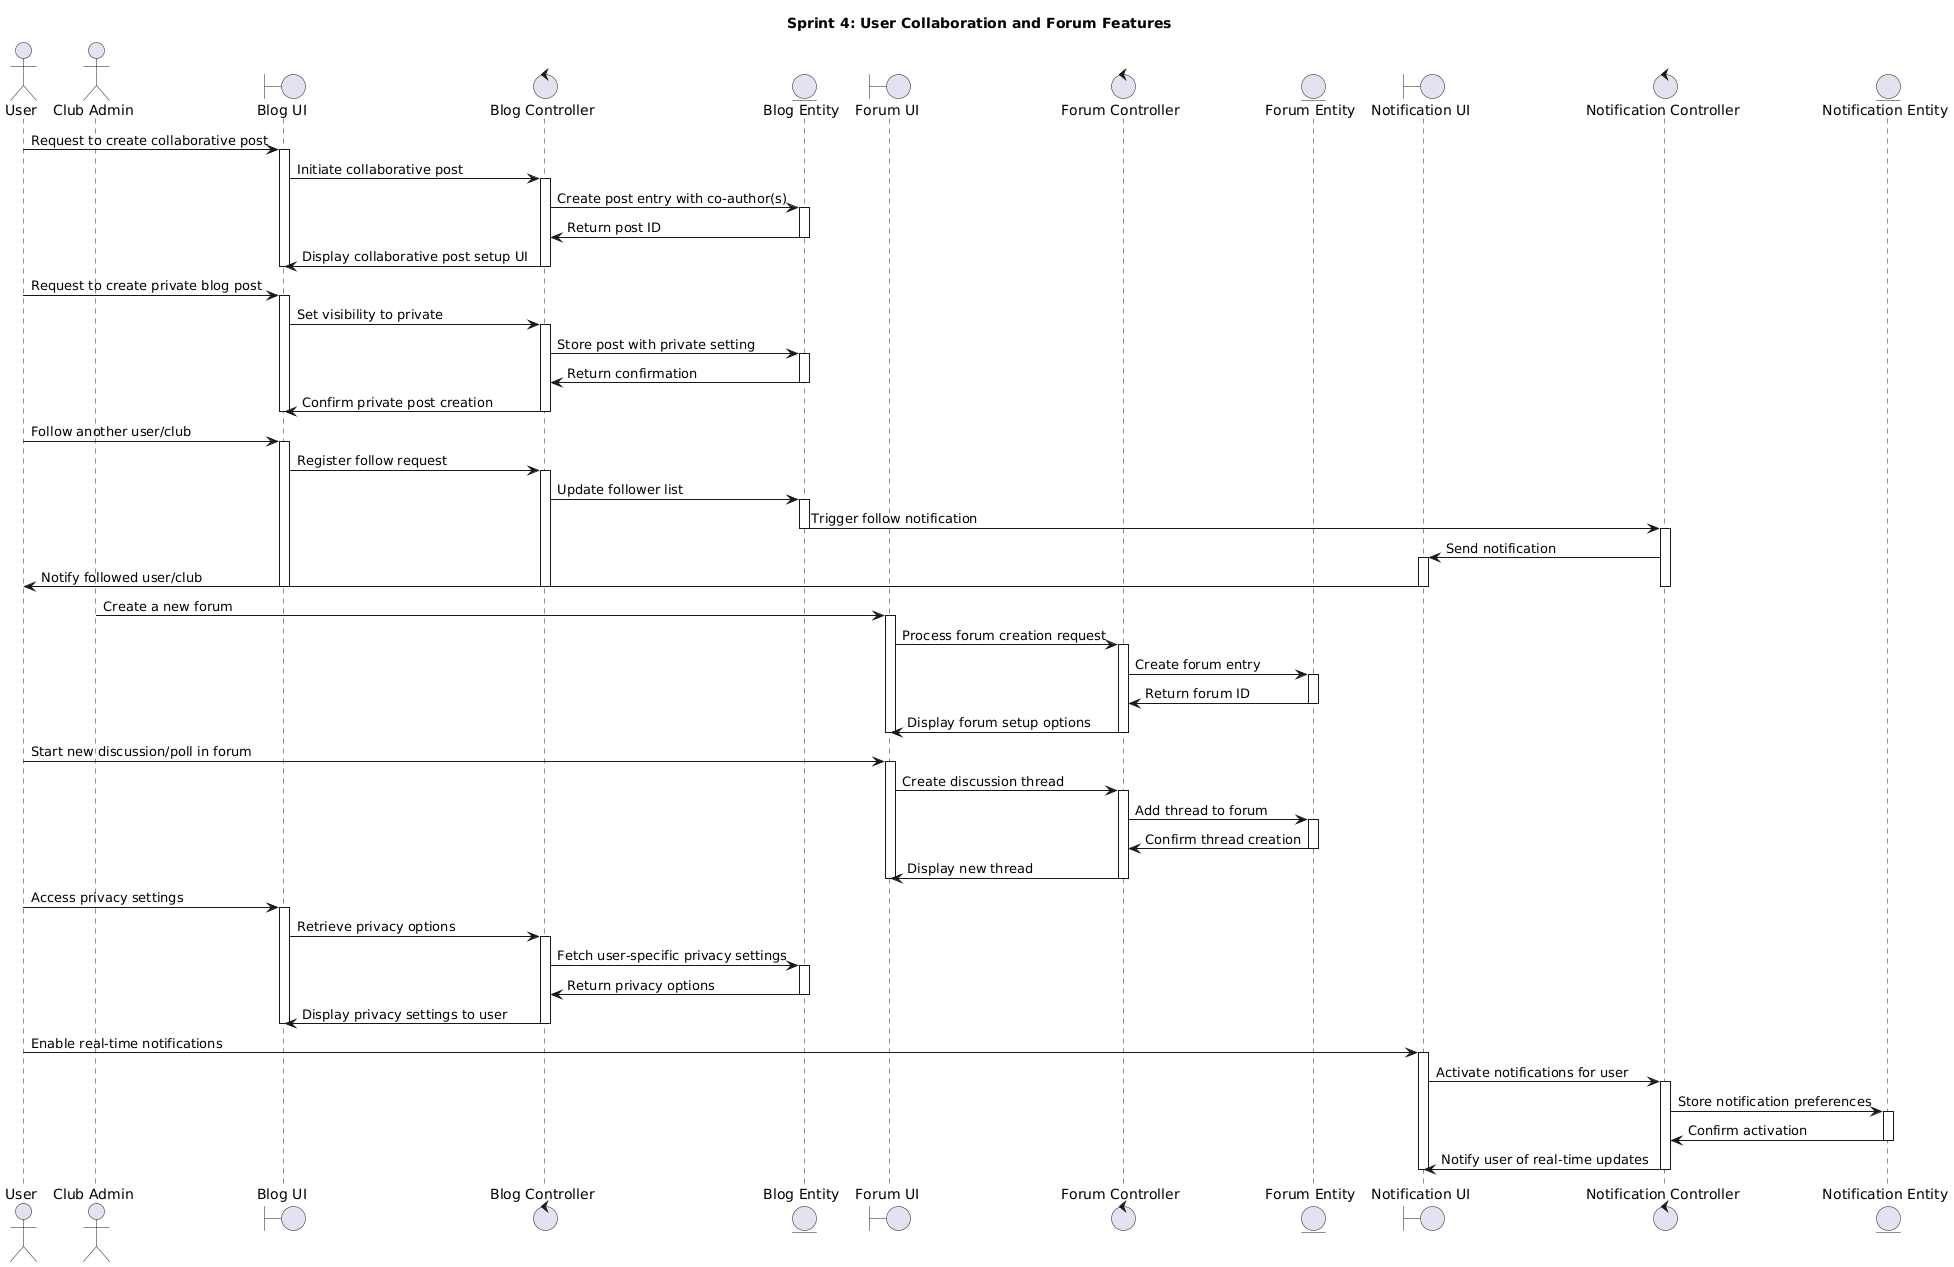 Sprint 4: User Collaboration and Forum Features
User
Club Admin
Blog UI
Blog Controller
Blog Entity
Forum UI
Forum Controller
Forum Entity
Notification UI
Notification Controller
Notification Entity
Request to create collaborative post
Initiate collaborative post
Create post entry with co-author(s)
Return post ID
Display collaborative post setup UI
Request to create private blog post
Set visibility to private
Store post with private setting
Return confirmation
Confirm private post creation
Follow another user/club
Register follow request
Update follower list
Trigger follow notification
Send notification
Notify followed user/club
Create a new forum
Process forum creation request
Create forum entry
Return forum ID
Display forum setup options
Start new discussion/poll in forum
Create discussion thread
Add thread to forum
Confirm thread creation
Display new thread
Access privacy settings
Retrieve privacy options
Fetch user-specific privacy settings
Return privacy options
Display privacy settings to user
Enable real-time notifications
Activate notifications for user
Store notification preferences
Confirm activation
Notify user of real-time updates
User
Club Admin
Blog UI
Blog Controller
Blog Entity
Forum UI
Forum Controller
Forum Entity
Notification UI
Notification Controller
Notification Entity